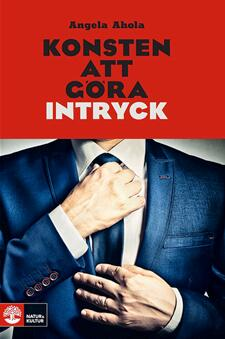 Angela Ahola
KONSTEN
ATT
GÖRA
INTRYCK
NATUR &
KULTUR